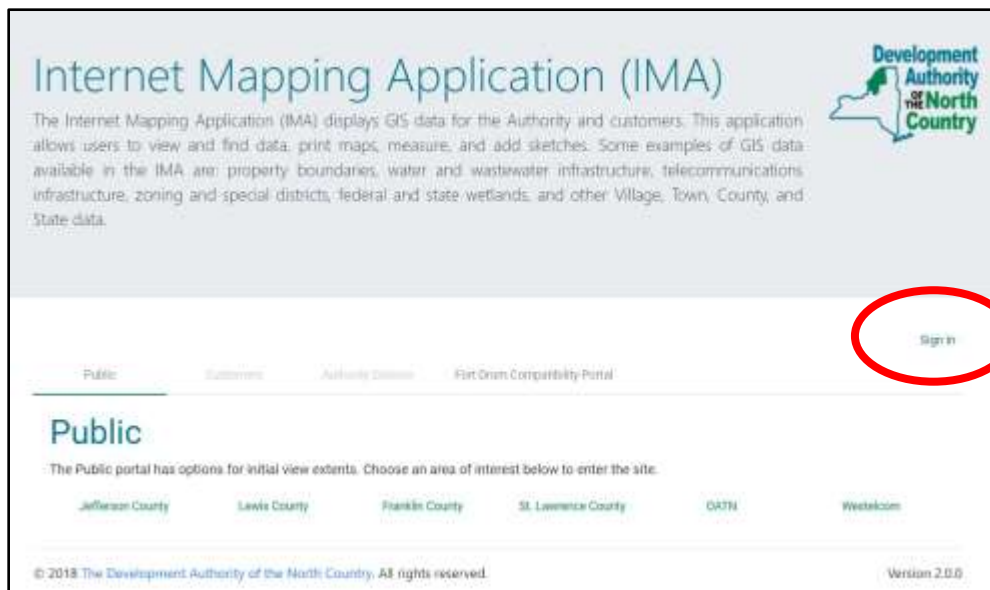 Internet Mapping Application (IMA)
Development
Authority
OF THE North
Country
The Internet Mapping Application (IMA) displays GIS data for the Authority and customers. This application
allows users to view and find data, print maps, measure, and add sketches. Some examples of GIS data
available in the IMA are: property boundaries, water and wastewater infrastructure, telecommunications
infrastructure, zoning and special districts, federal and state wetlands, and other Village, Town, County, and
State data.
Sign in
Public Customers Authority Division Fort Drum Compatibility Portal
Public
The Public portal has options for initial view extents. Choose an area of interest below to enter the site.
Jefferson County Lewis County Franklin County St. Lawrence County OATN Westelcom
© 2018 The Development Authority of the North Country. All rights reserved. Version 2.0.0